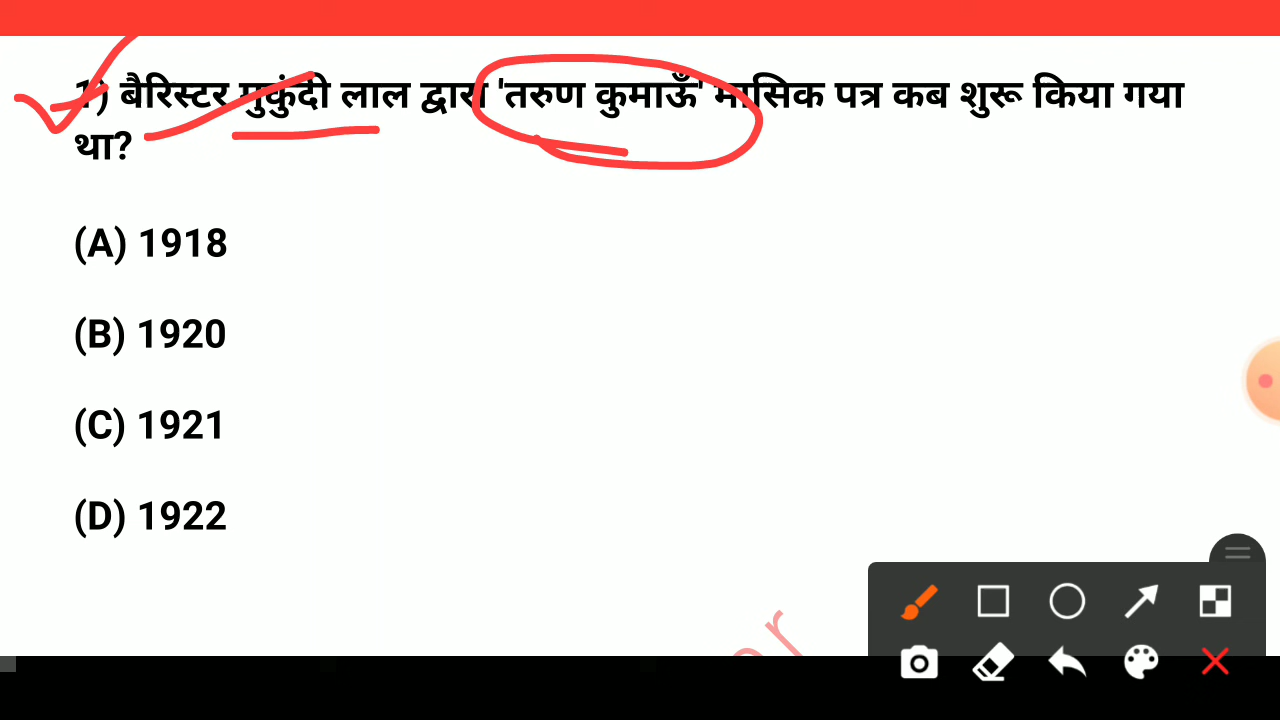 1) बैरिस्टर मुकुंदी लाल द्वारा 'तरुण कुमाऊँ' मासिक पत्र कब शुरू किया गया
था?
(A) 1918
(B) 1920
(C) 1921
(D) 1922